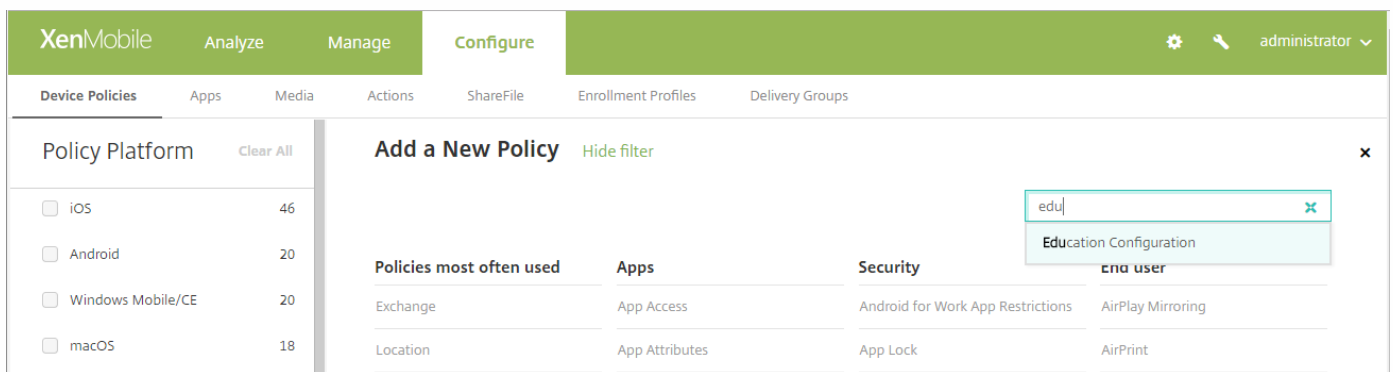 XenMobile Analyze Manage Configure administrator
Device Policies Apps Media Actions ShareFile Enrollment Profiles Delivery Groups
Policy Platform Clear All
Add a New Policy Hide filter
iOS 46
Android 20
Windows Mobile/CE 20
macOS 18
edu
Education Configuration
Policies most often used Apps Security End user
Exchange App Access Android for Work App Restrictions AirPlay Mirroring
Location App Attributes App Lock AirPrint